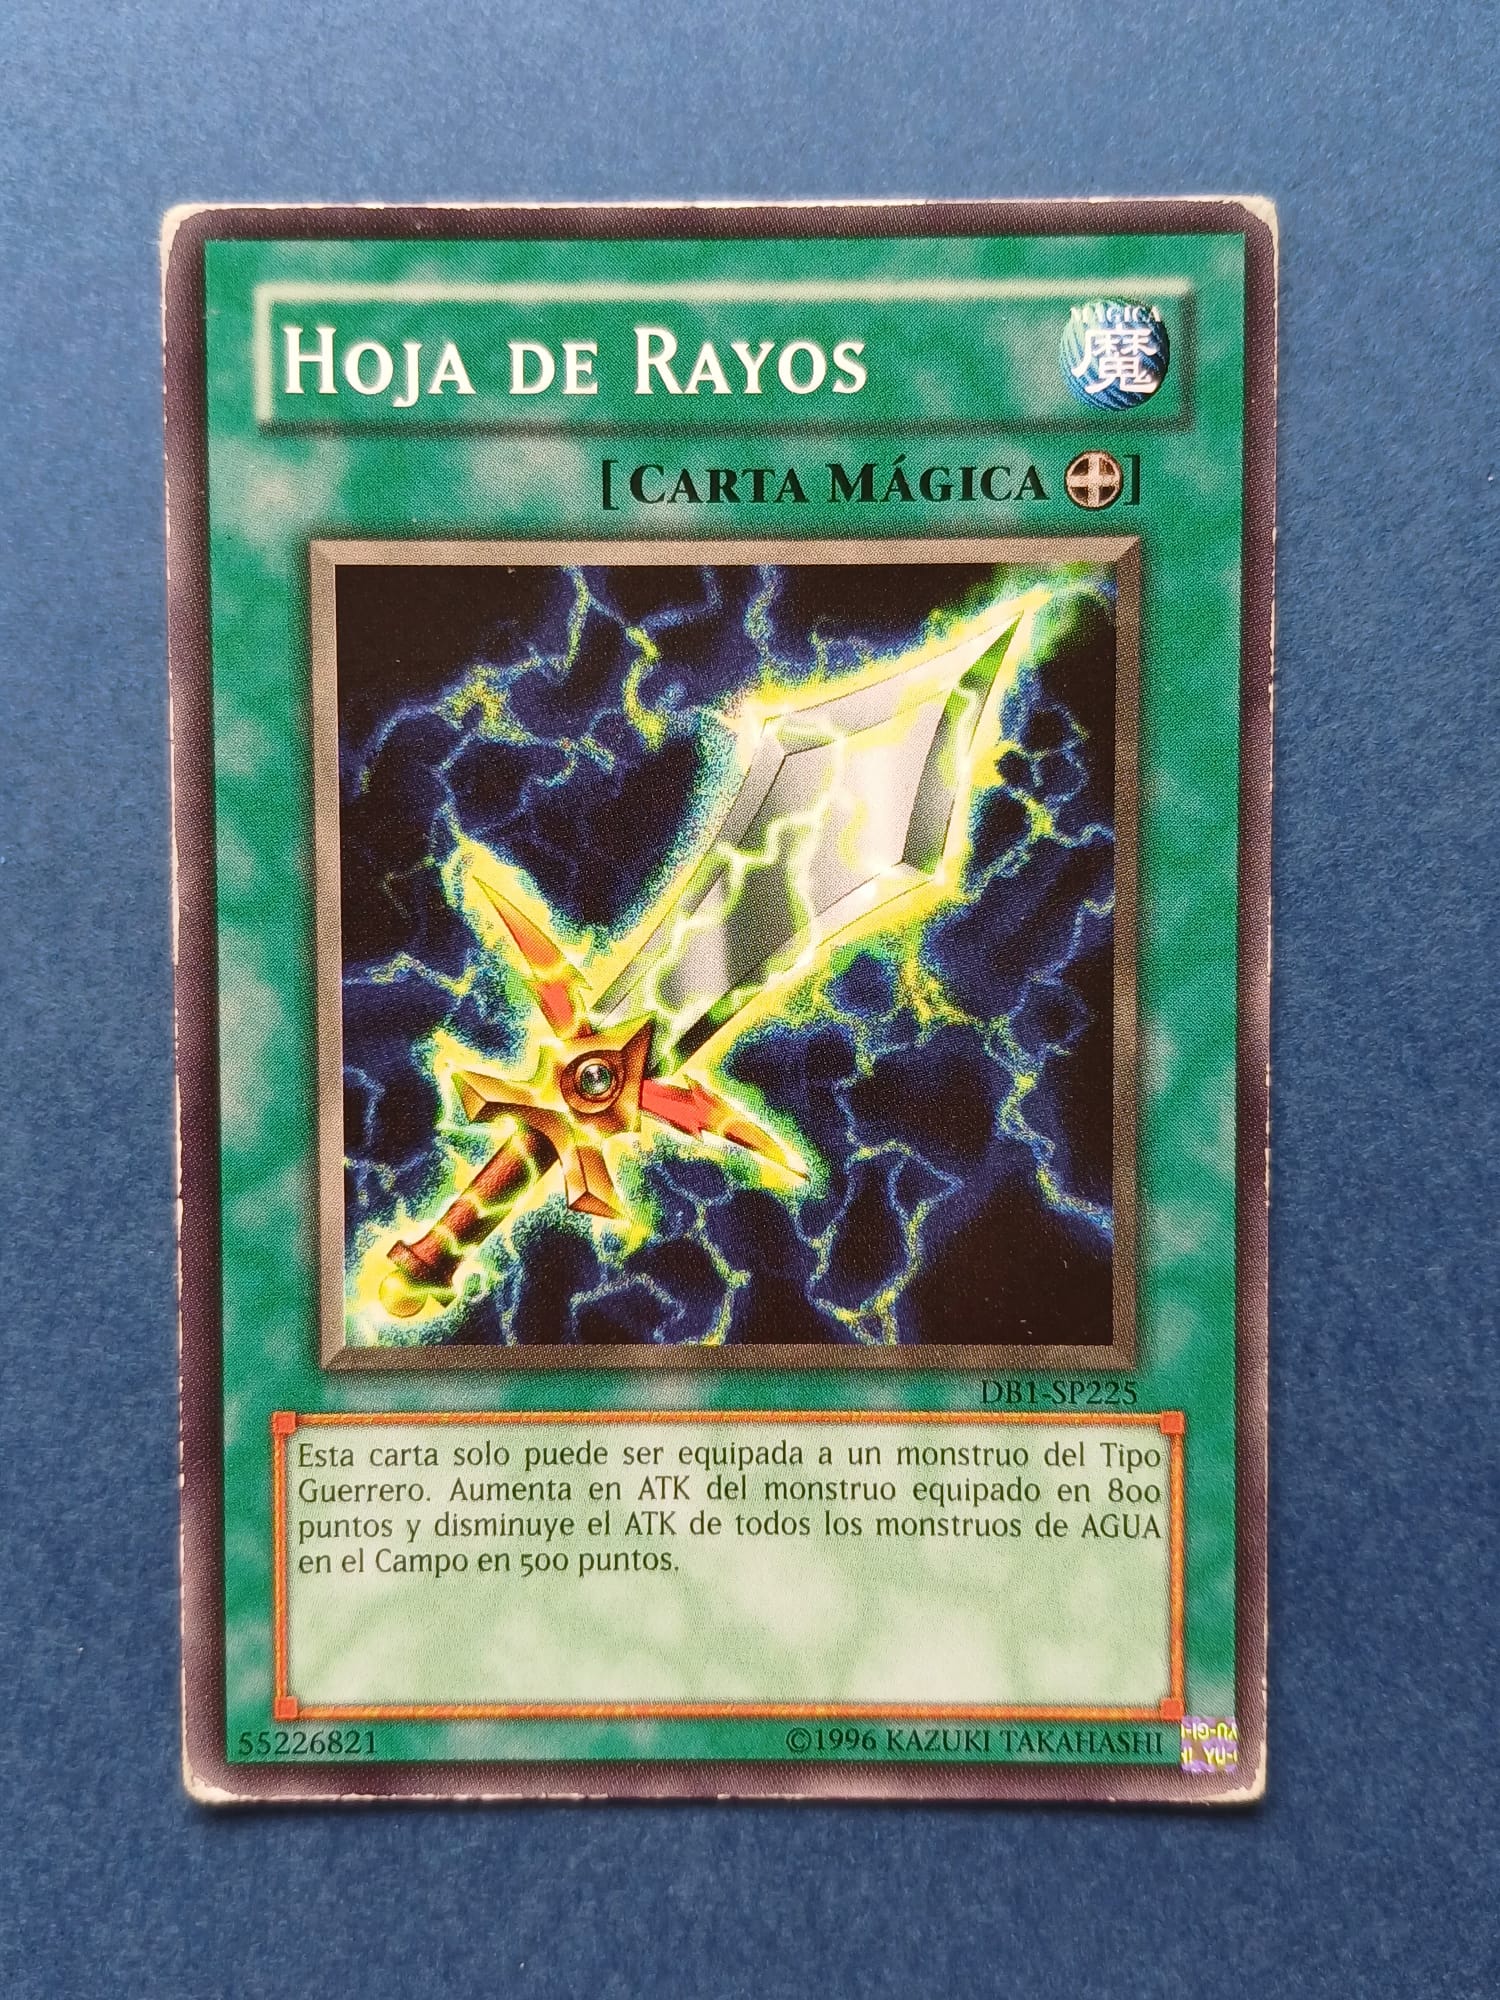 HOJA DE RAYOS
MÁGICA
魔
[CARTA MÁGICA]
DB1-SP225
Esta carta solo puede ser equipada a un monstruo del Tipo
Guerrero. Aumenta en ATK del monstruo equipado en 800
puntos y disminuye el ATK de todos los monstruos de AGUA
en el Campo en 500 puntos.
55226821
©1996 KAZUKI TAKAHASHI